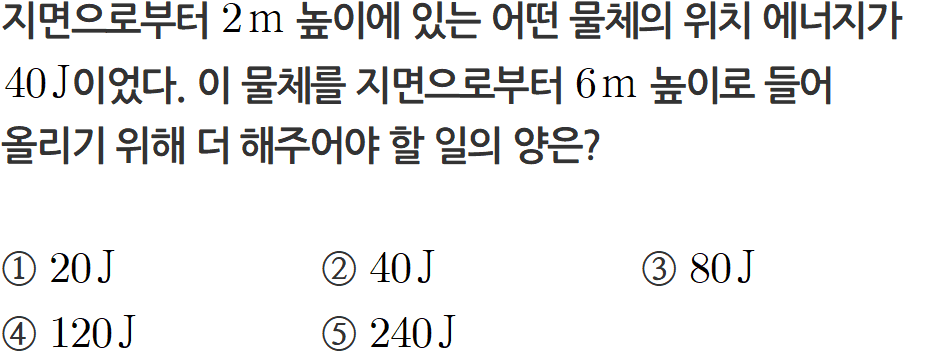 지면으로부터 2 m 높이에 있는 어떤 물체의 위치 에너지가
40 J이었다. 이 물체를 지면으로부터 6 m 높이로 들어
올리기 위해 더 해주어야 할 일의 양은?
① 20 J ② 40 J ③ 80 J
④ 120 J ⑤ 240 J